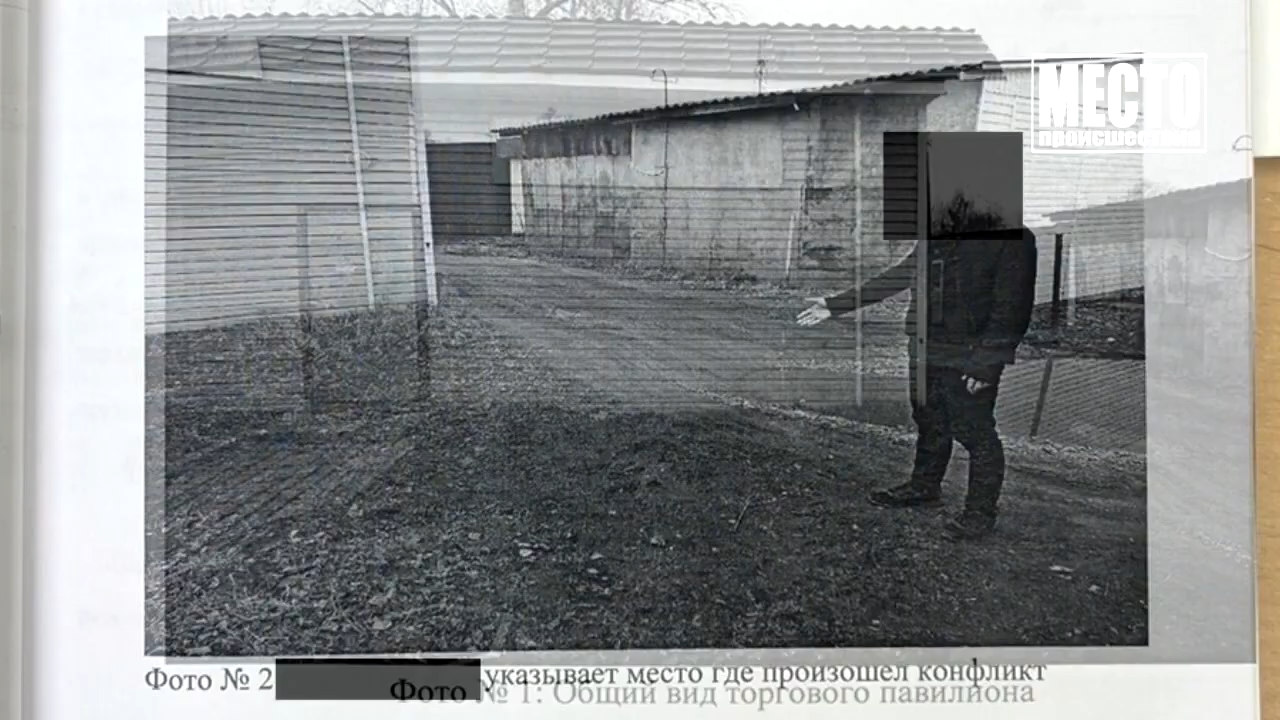 МЕСТО
происшествия
Фото № 2 указывает место где произошел конфликт
Фото № 1: Общий вид торгового павилиона